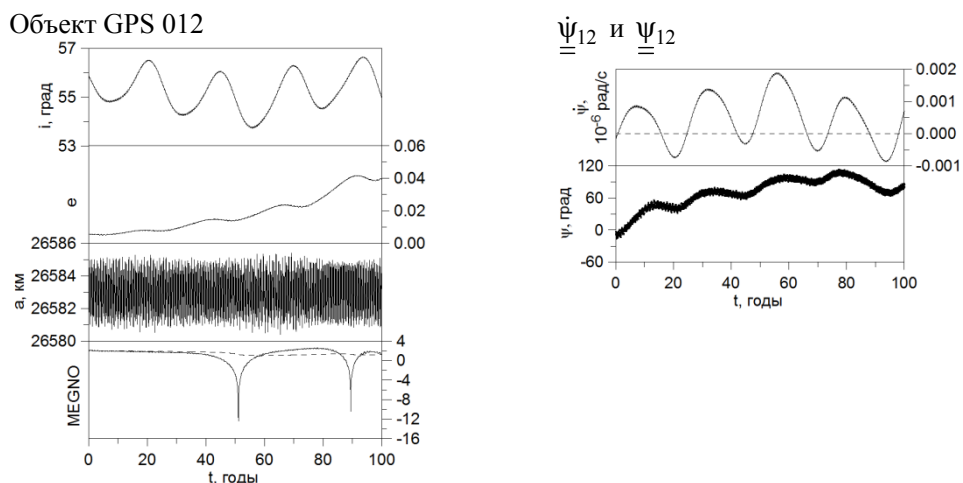 Объект GPS 012
ψ̇12 и ψ12
57
55
53
i, град
0.06
0.04
0.02
0.00
e
26586
26584
26582
26580
a, км
4
0
-4
-8
-12
-16
MEGNO
0 20 40 60 80 100
t, годы
0.002
0.001
0.000
-0.001
ψ̇,
10-6 рад/с
120
60
0
-60
ψ, град
0 20 40 60 80 100
t, годы